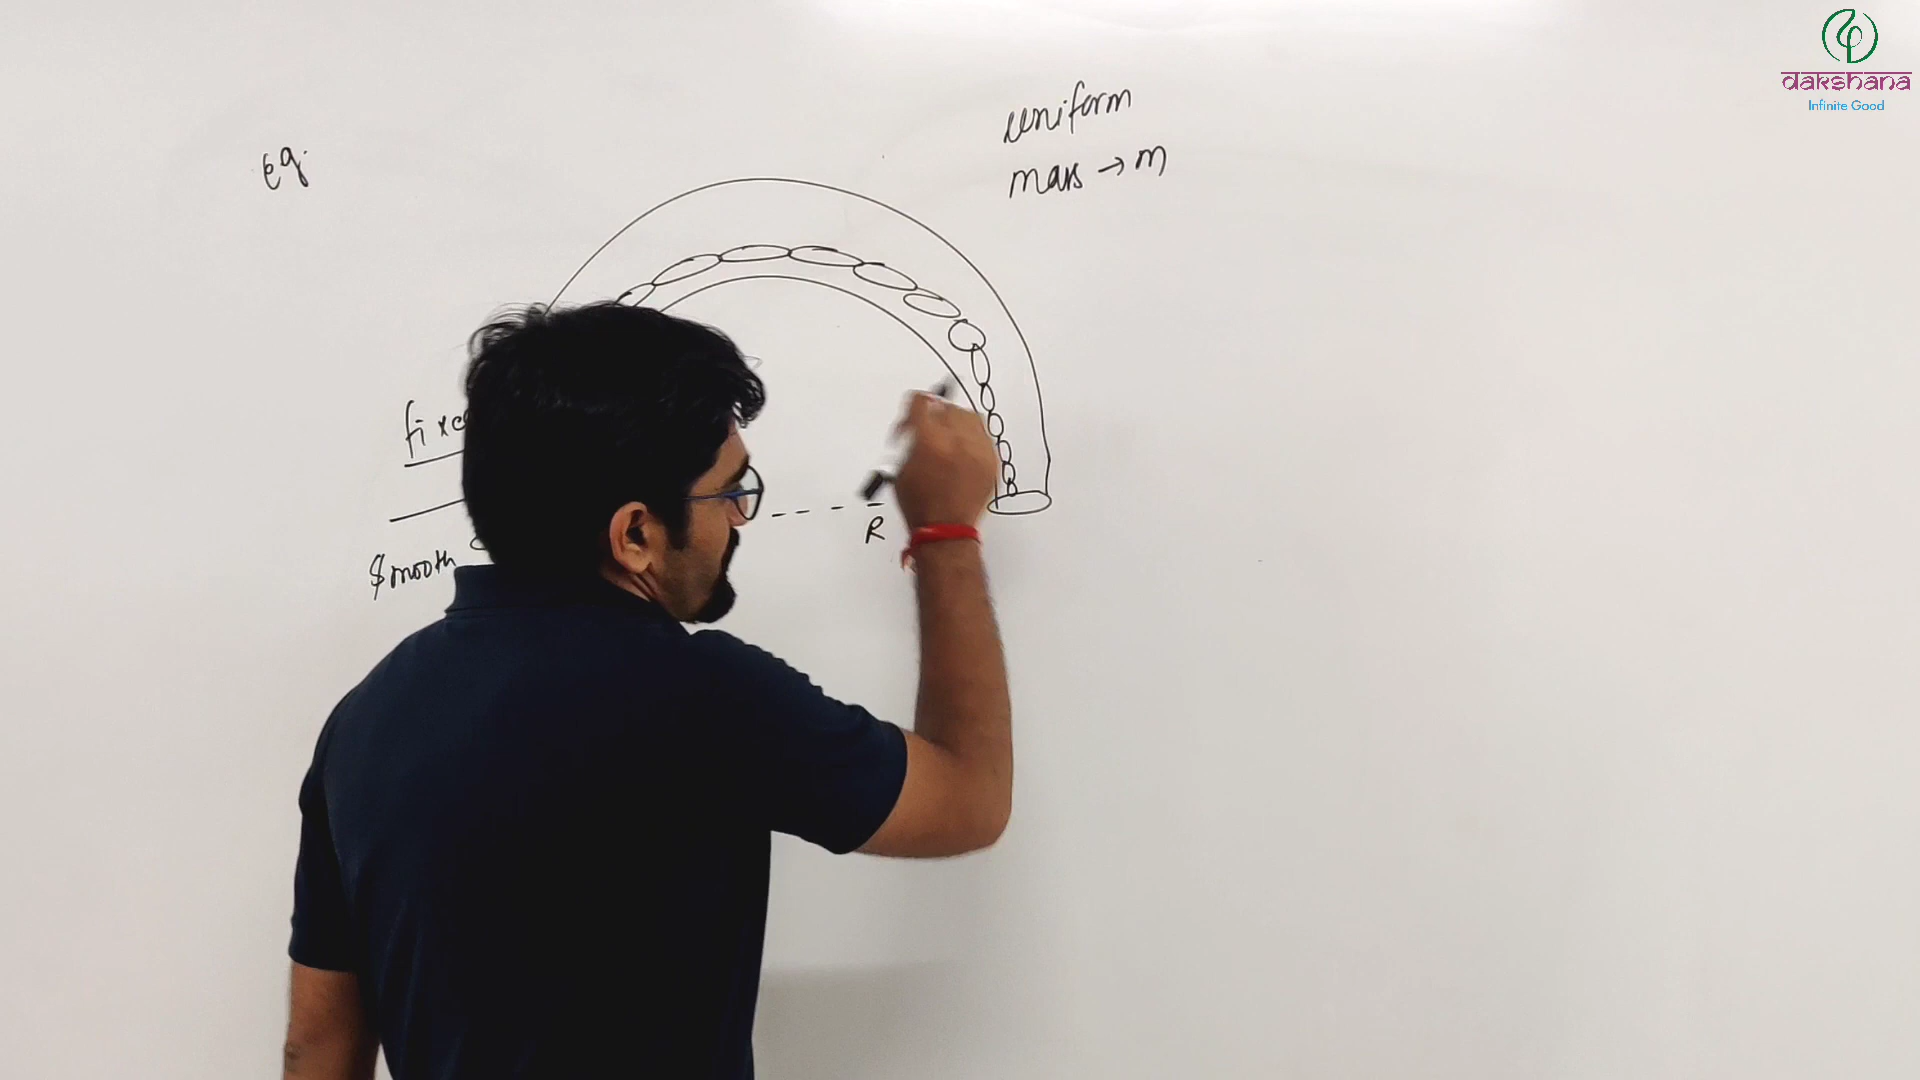 eg.
uniform
mass → m
smooth
R
dakshana
Infinite Good